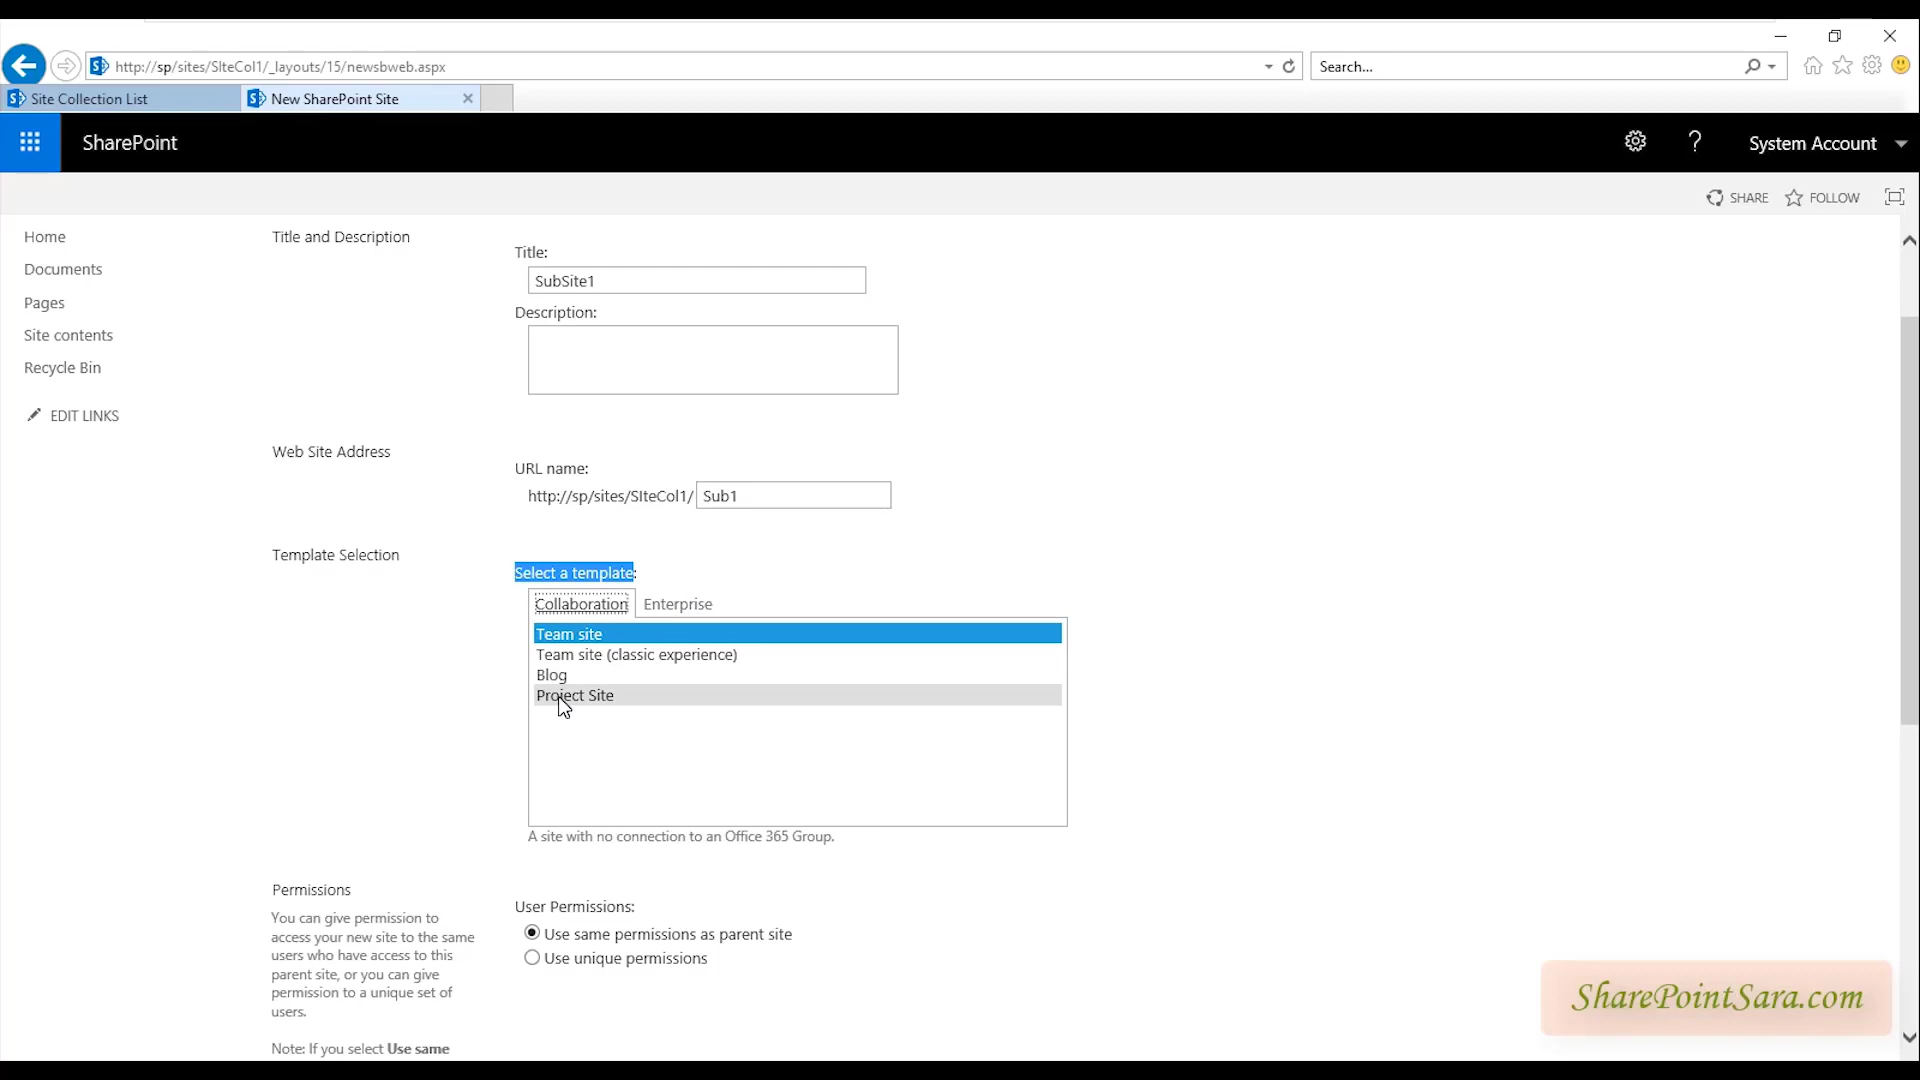 http://sp/sites/SIteCol1/_layouts/15/newsbweb.aspx
Search...
Site Collection List
New SharePoint Site
SharePoint
?
System Account
SHARE
FOLLOW
Home
Documents
Pages
Site contents
Recycle Bin
EDIT LINKS
Title and Description
Title:
SubSite1
Description:
Web Site Address
URL name:
http://sp/sites/SIteCol1/
Sub1
Template Selection
Select a template:
Collaboration
Enterprise
Team site
Team site (classic experience)
Blog
Project Site
A site with no connection to an Office 365 Group.
Permissions
You can give permission to
access your new site to the same
users who have access to this
parent site, or you can give
permission to a unique set of
users.
Note: If you select Use same
User Permissions:
Use same permissions as parent site
Use unique permissions
SharePointSara.com